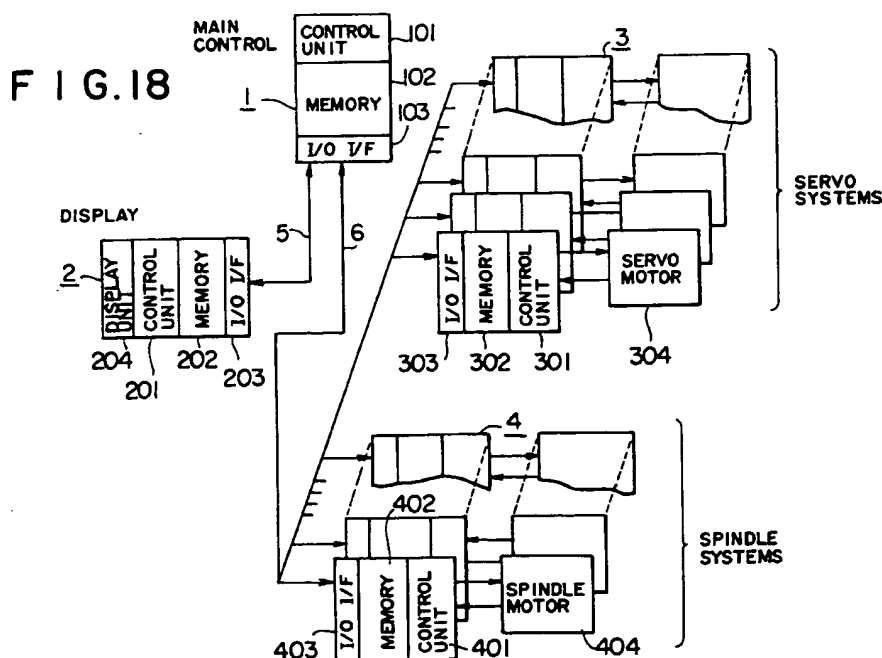 FIG.18
MAIN
CONTROL
CONTROL
UNIT
101
102
1
MEMORY
103
I/O I/F
DISPLAY
5
6
2
DISPLAY
UNIT
CONTROL
UNIT
MEMORY
I/O I/F
204
201
202
203
3
SERVO
SYSTEMS
I/O I/F
MEMORY
CONTROL
UNIT
SERVO
MOTOR
303
302
301
304
4
402
SPINDLE
SYSTEMS
I/O I/F
MEMORY
CONTROL
UNIT
SPINDLE
MOTOR
403
401
404